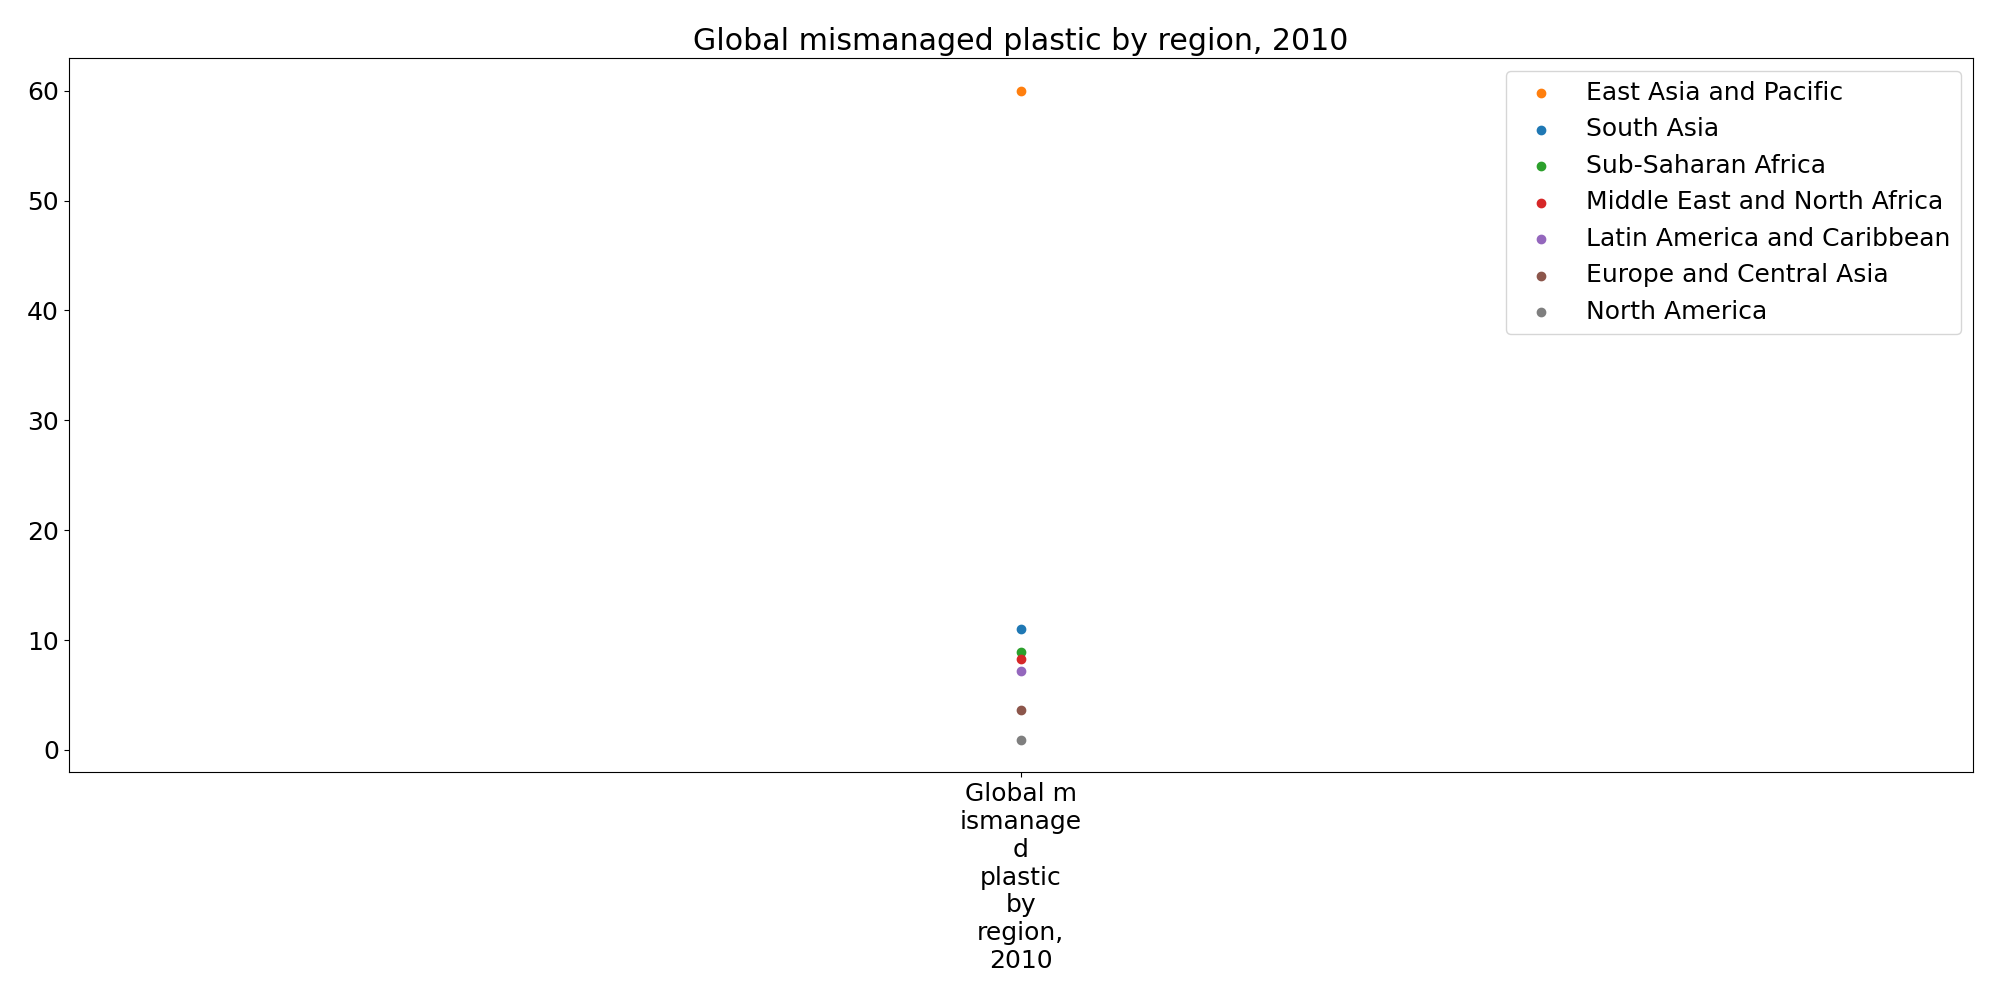 Global mismanaged plastic by region, 2010
60
50
40
30
20
10
0
East Asia and Pacific
South Asia
Sub-Saharan Africa
Middle East and North Africa
Latin America and Caribbean
Europe and Central Asia
North America
Global m
ismanage
d
plastic
by
region,
2010